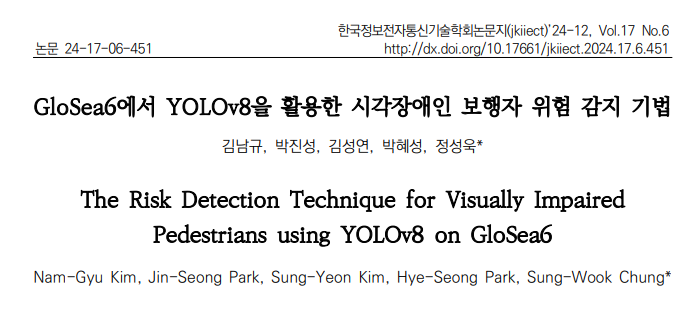 한국정보전자통신기술학회논문지(jkiiect)'24-12, Vol.17 No.6
논문 24-17-06-451
http://dx.doi.org/10.17661/jkiiect.2024.17.6.451
GloSea6에서 YOLOv8을 활용한 시각장애인 보행자 위험 감지 기법
김남규, 박진성, 김성연, 박혜성, 정성욱*
The Risk Detection Technique for Visually Impaired
Pedestrians using YOLOv8 on GloSea6
Nam-Gyu Kim, Jin-Seong Park, Sung-Yeon Kim, Hye-Seong Park, Sung-Wook Chung*